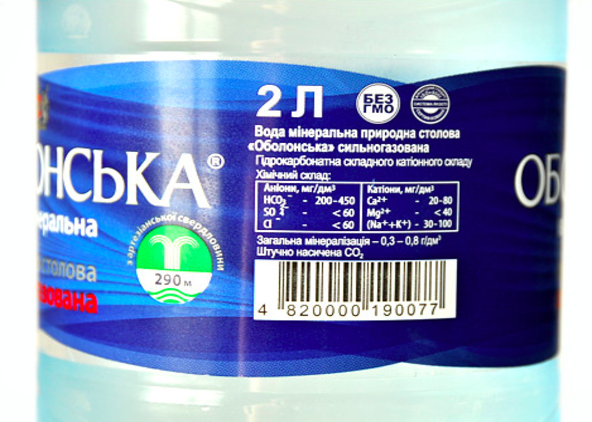 ОНСЬКА®
неральна
столова
зована
з артезіанської свердловини
290 м
2 Л
БЕЗ
ГМО
Вода мінеральна природна столова
«Оболонська» сильногазована
Гідрокарбонатна складного катіонного складу
Хімічний склад:
Аніони, мг/дм³ Катіони, мг/дм³
HCO₃⁻ - 200-450 Ca²⁺ - 20-80
SO₄²⁻ - < 60 Mg²⁺ - < 40
Cl⁻ - < 60 (Na⁺+K⁺) - 30-100
Загальна мінералізація – 0,3 – 0,8 г/дм³
Штучно насичена CO₂
4 820000 190077
ОБО